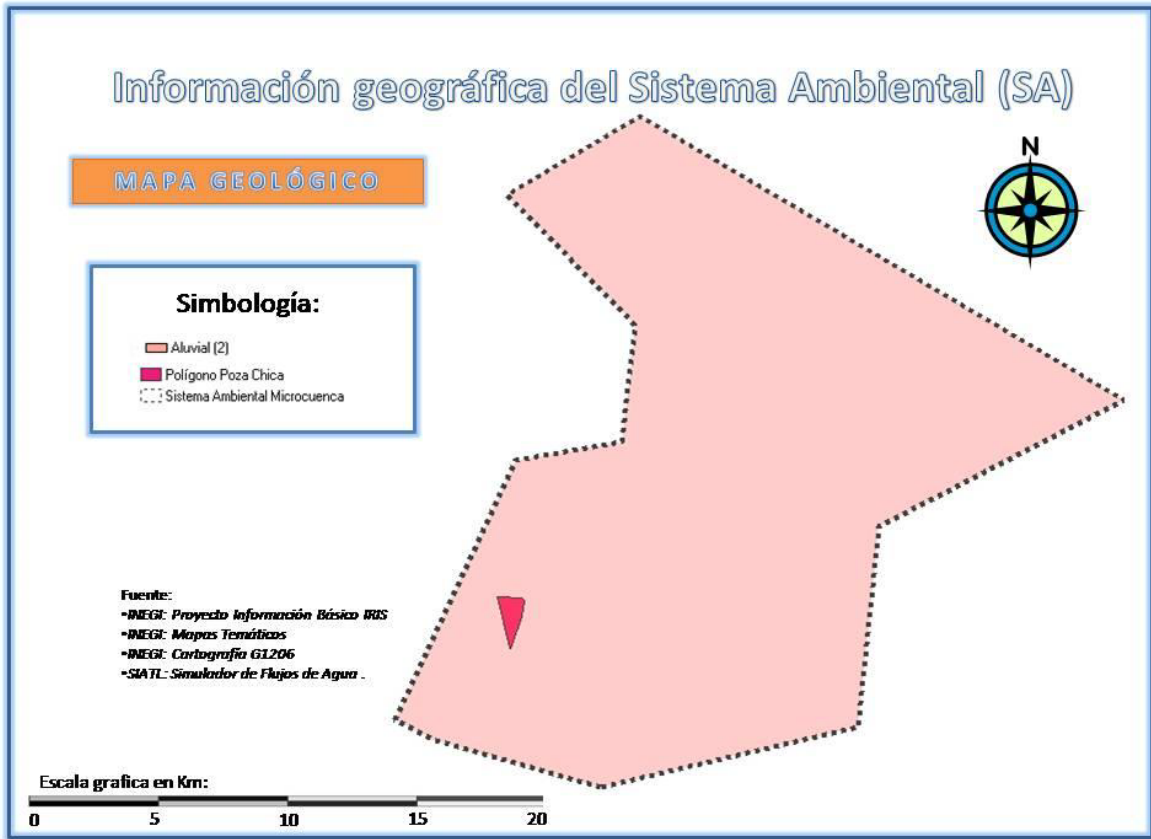 Información geográfica del Sistema Ambiental (SA)
MAPA GEOLÓGICO
N
Simbología:
Aluvial (2)
Polígono Poza Chica
Sistema Ambiental Microcuenca
Fuente:
•INEGI: Proyecto Información Básico IRIS
•INEGI: Mapas Temáticos
•INEGI: Cartografía G1206
•SIATL: Simulador de Flujos de Agua .
Escala grafica en Km:
0 5 10 15 20